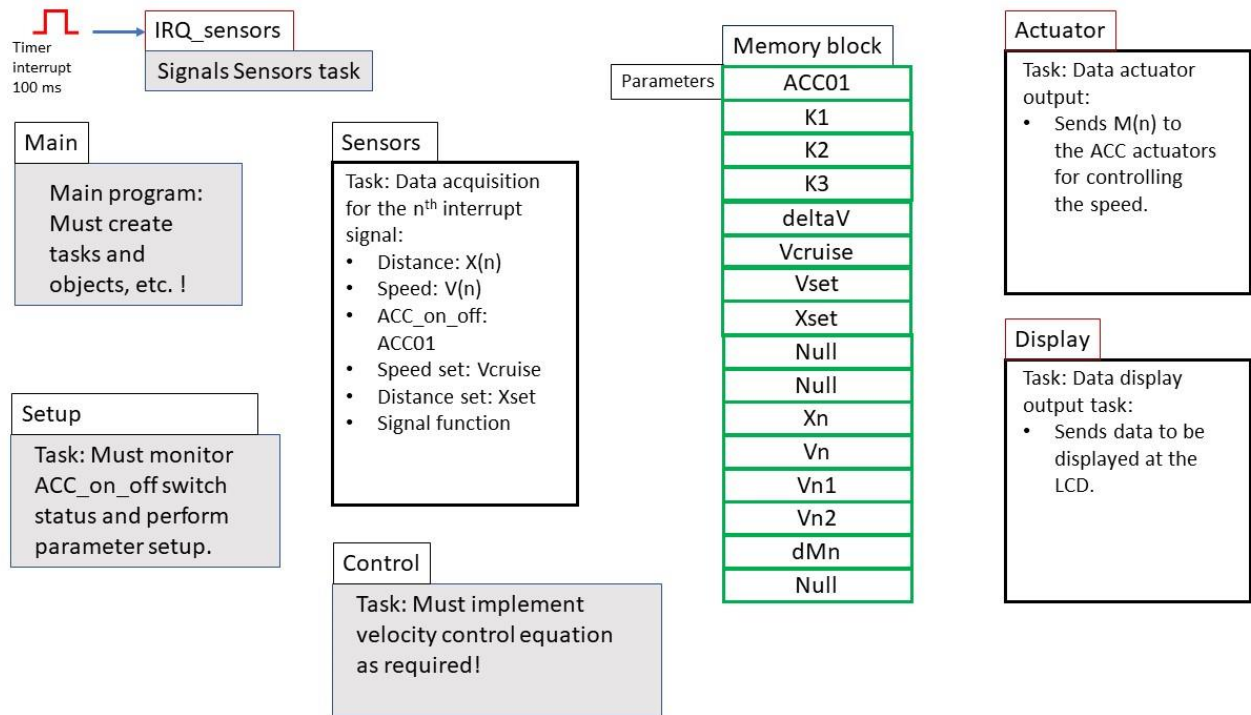 Timer
interrupt
100 ms
IRQ_sensors
Signals Sensors task
Main
Main program:
Must create
tasks and
objects, etc. !
Setup
Task: Must monitor
ACC_on_off switch
status and perform
parameter setup.
Sensors
Task: Data acquisition
for the nth interrupt
signal:
• Distance: X(n)
• Speed: V(n)
• ACC_on_off:
ACC01
• Speed set: Vcruise
• Distance set: Xset
• Signal function
Control
Task: Must implement
velocity control equation
as required!
Memory block
Parameters
ACC01
K1
K2
K3
deltaV
Vcruise
Vset
Xset
Null
Null
Xn
Vn
Vn1
Vn2
dMn
Null
Actuator
Task: Data actuator
output:
• Sends M(n) to
the ACC actuators
for controlling
the speed.
Display
Task: Data display
output task:
• Sends data to be
displayed at the
LCD.